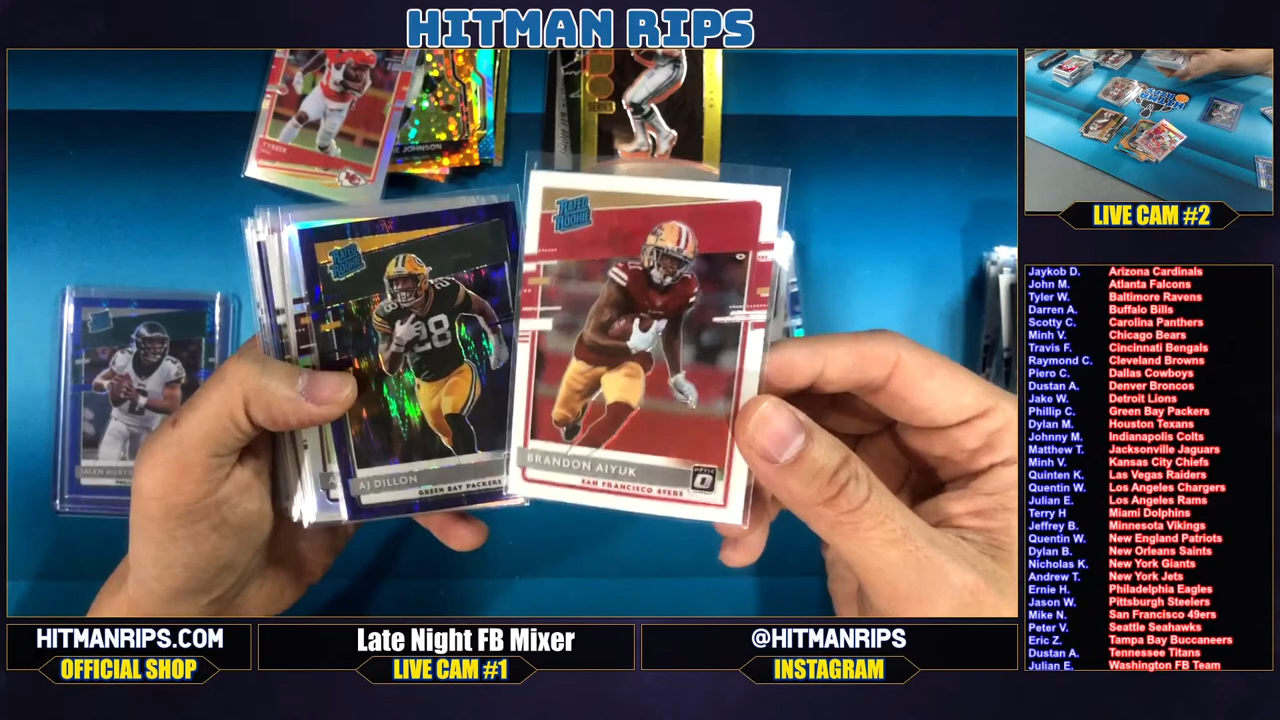 HITMAN RIPS
TYREEK
JOHNSON
SERIES
LIVE CAM #2
RATED
ROOKIE
RATED
ROOKIE
28
JALEN HURTS
AJ DILLON
GREEN BAY PACKERS
BRANDON AIYUK
SAN FRANCISCO 49ERS
OPTIC
Jaykob D. Arizona Cardinals
John M. Atlanta Falcons
Tyler W. Baltimore Ravens
Darren A. Buffalo Bills
Scotty C. Carolina Panthers
Minh V. Chicago Bears
Travis F. Cincinnati Bengals
Raymond C. Cleveland Browns
Piero C. Dallas Cowboys
Dustan A. Denver Broncos
Jake W. Detroit Lions
Phillip C. Green Bay Packers
Dylan M. Houston Texans
Johnny M. Indianapolis Colts
Matthew T. Jacksonville Jaguars
Minh V. Kansas City Chiefs
Quinten K. Las Vegas Raiders
Quentin W. Los Angeles Chargers
Julian E. Los Angeles Rams
Terry H Miami Dolphins
Jeffrey B. Minnesota Vikings
Quentin W. New England Patriots
Dylan B. New Orleans Saints
Nicholas K. New York Giants
Andrew T. New York Jets
Ernie H. Philadelphia Eagles
Jason W. Pittsburgh Steelers
Mike N. San Francisco 49ers
Peter V. Seattle Seahawks
Eric Z. Tampa Bay Buccaneers
Dustan A. Tennessee Titans
Julian E. Washington FB Team
HITMANRIPS.COM
OFFICIAL SHOP
Late Night FB Mixer
LIVE CAM #1
@HITMANRIPS
INSTAGRAM